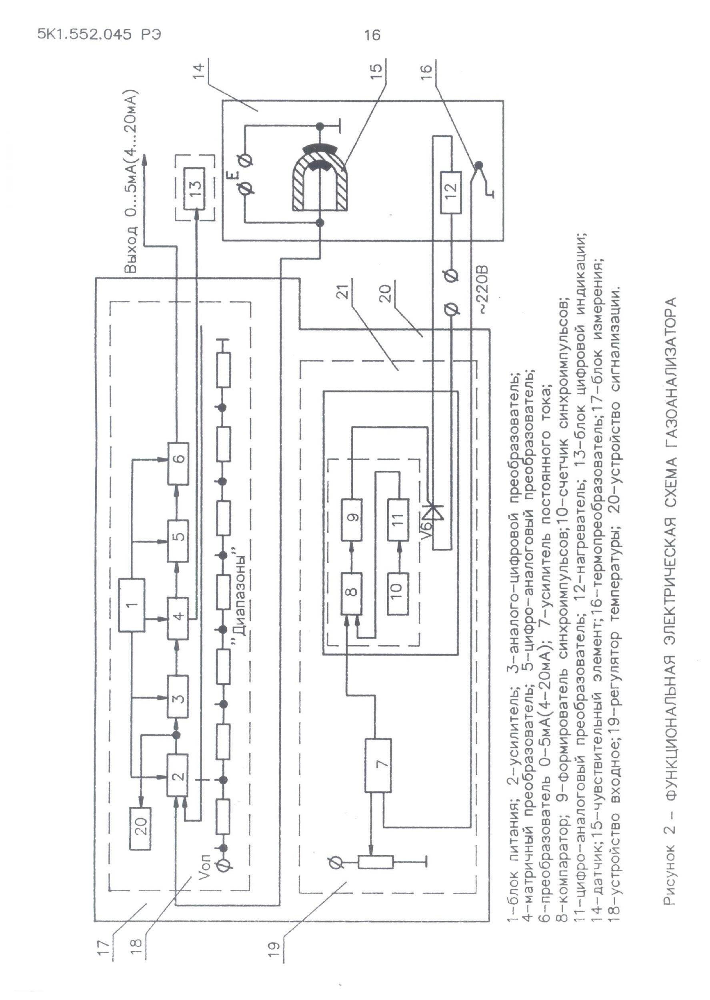 5К1.552.045 РЭ
16
Выход 0...5мА(4...20мА)
14
13
Е
15
16
12
~220В
21
20
1
2
3
4
5
6
20
Vоп
„Диапазоны”
17
18
19
7
8
9
10
11
V6
1–блок питания; 2–усилитель; 3–аналого-цифровой преобразователь;
4–матричный преобразователь; 5–цифро–аналоговый преобразователь
6–преобразователь 0–5мА(4–20мА); 7–усилитель постоянного тока;
8–компаратор; 9–формирователь синхроимпульсов;10–счетчик синхроимпульсов;
11–цифро–аналоговый преобразователь; 12–нагреватель; 13–блок цифровой индикации;
14–датчик;15–чувствительный элемент;16–термопреобразователь;17–блок измерения;
18–устройство входное;19–регулятор температуры; 20–устройство сигнализации.
Рисунок 2 – ФУНКЦИОНАЛЬНАЯ ЭЛЕКТРИЧЕСКАЯ СХЕМА ГАЗОАНАЛИЗАТОРА